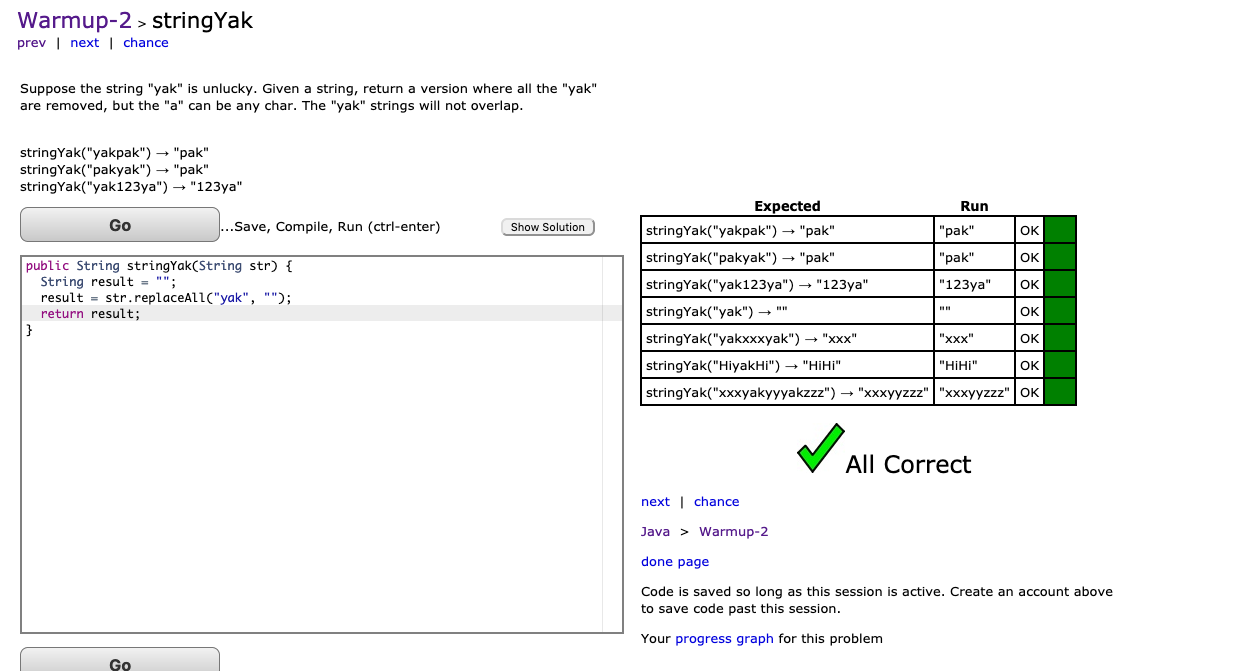 Warmup-2 > stringYak
prev | next | chance
Suppose the string "yak" is unlucky. Given a string, return a version where all the "yak"
are removed, but the "a" can be any char. The "yak" strings will not overlap.
stringYak("yakpak") → "pak"
stringYak("pakyak") → "pak"
stringYak("yak123ya") → "123ya"
Go
...Save, Compile, Run (ctrl-enter)
Show Solution
public String stringYak(String str) {
  String result = "";
  result = str.replaceAll("yak", "");
  return result;
}
Go
Expected Run
stringYak("yakpak") → "pak" "pak" OK
stringYak("pakyak") → "pak" "pak" OK
stringYak("yak123ya") → "123ya" "123ya" OK
stringYak("yak") → "" "" OK
stringYak("yakxxxyak") → "xxx" "xxx" OK
stringYak("HiyakHi") → "HiHi" "HiHi" OK
stringYak("xxxyakyyyakzzz") → "xxxyyzzz" "xxxyyzzz" OK
All Correct
next | chance
Java > Warmup-2
done page
Code is saved so long as this session is active. Create an account above
to save code past this session.
Your progress graph for this problem